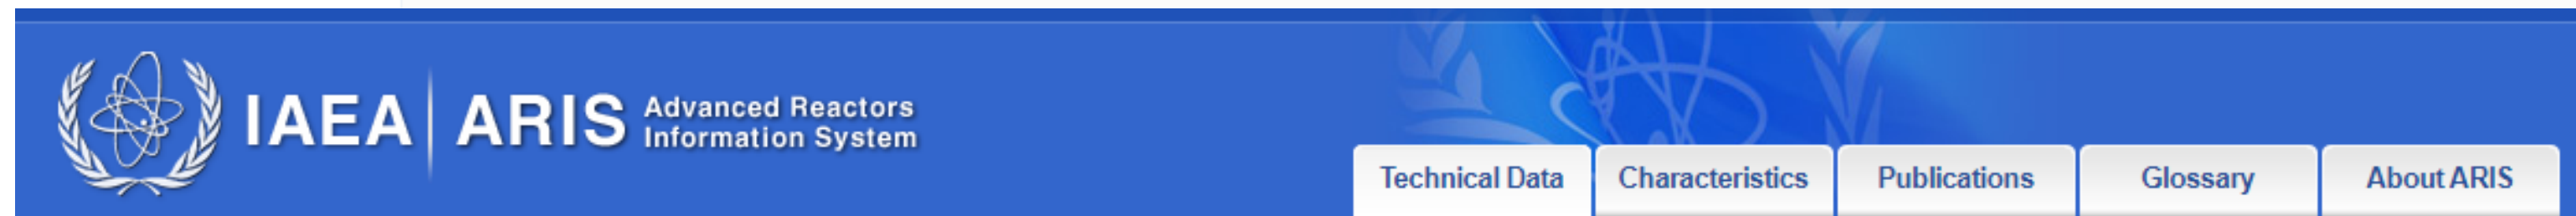 IAEA ARIS Advanced Reactors
Information System
Technical Data Characteristics Publications Glossary About ARIS